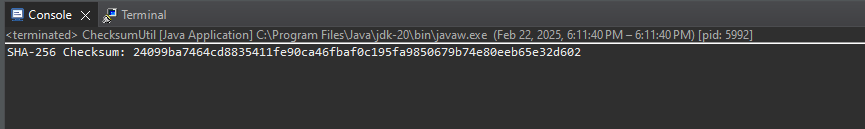 Console Terminal
<terminated> ChecksumUtil [Java Application] C:\Program Files\Java\jdk-20\bin\javaw.exe (Feb 22, 2025, 6:11:40 PM – 6:11:40 PM) [pid: 5992]
SHA-256 Checksum: 24099ba7464cd8835411fe90ca46fbaf0c195fa9850679b74e80eeb65e32d602